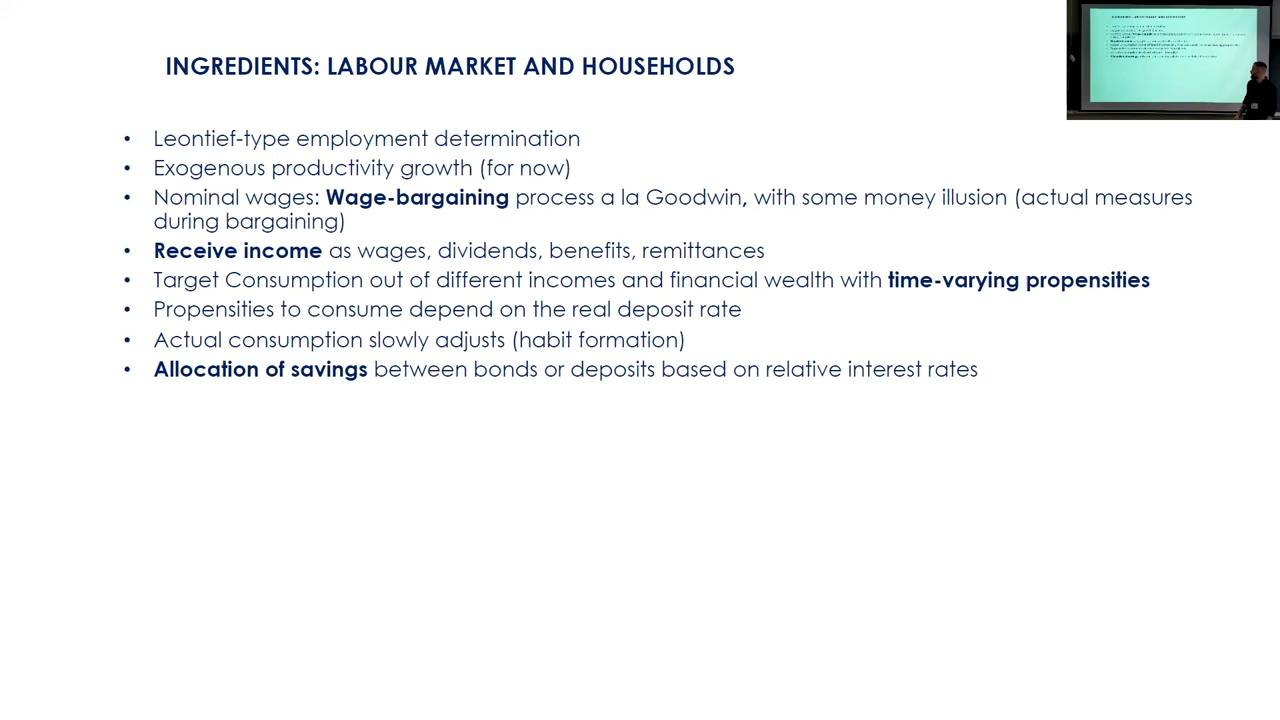 INGREDIENTS: LABOUR MARKET AND HOUSEHOLDS
• Leontief-type employment determination
• Exogenous productivity growth (for now)
• Nominal wages: Wage-bargaining process a la Goodwin, with some money illusion (actual measures
during bargaining)
• Receive income as wages, dividends, benefits, remittances
• Target Consumption out of different incomes and financial wealth with time-varying propensities
• Propensities to consume depend on the real deposit rate
• Actual consumption slowly adjusts (habit formation)
• Allocation of savings between bonds or deposits based on relative interest rates